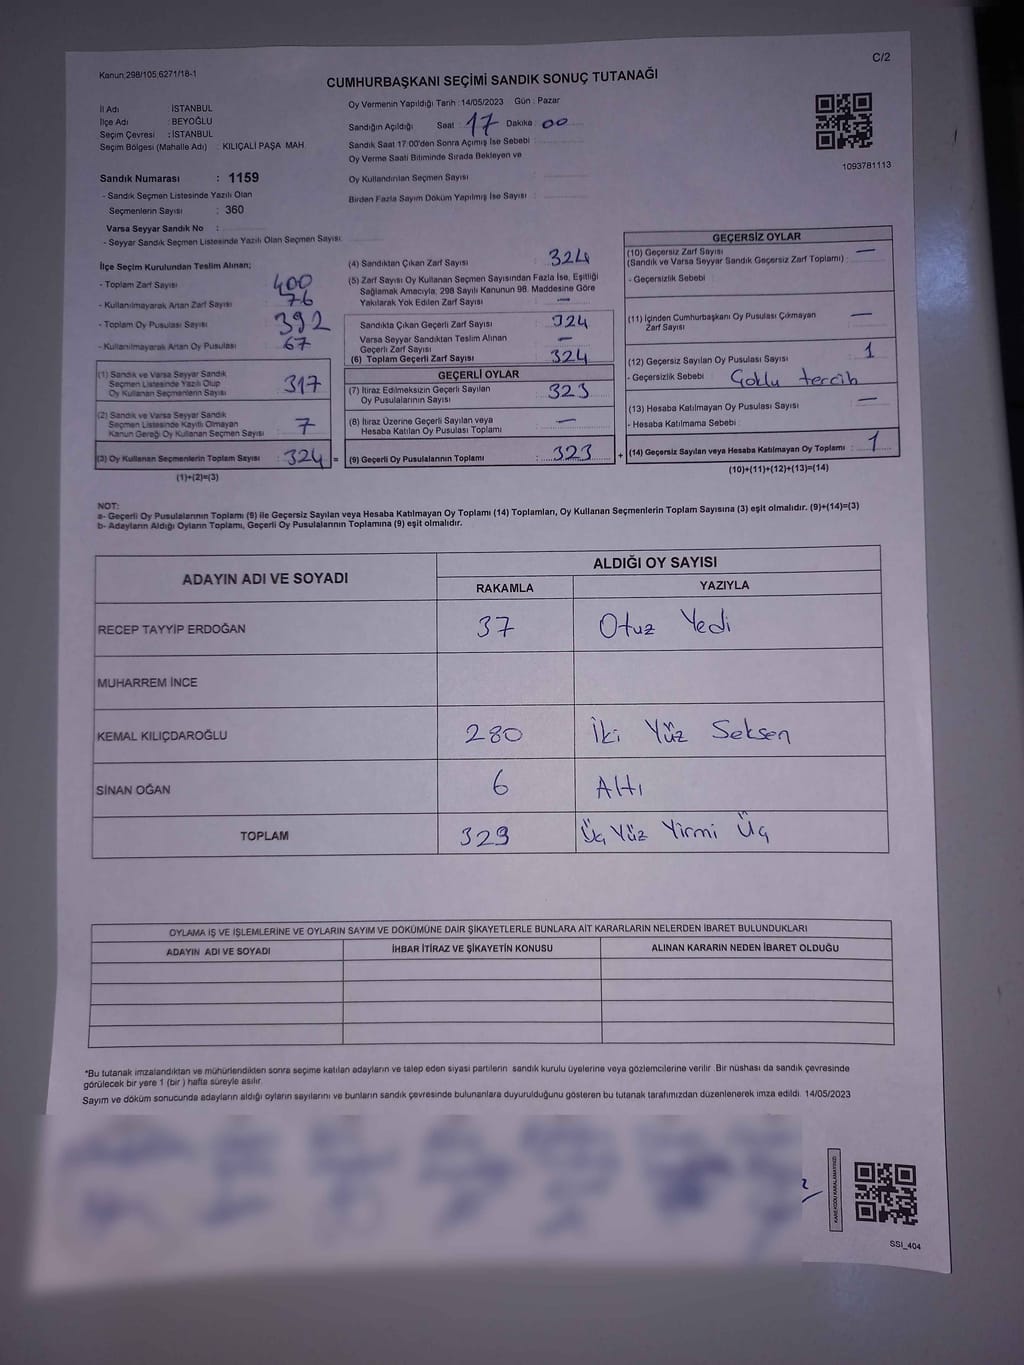 Kanun,298/105,6271/18-1
C/2
CUMHURBAŞKANI SEÇİMİ SANDIK SONUÇ TUTANAĞI
İl Adı : İSTANBUL
İlçe Adı : BEYOĞLU
Seçim Çevresi : İSTANBUL
Seçim Bölgesi (Mahalle Adı) : KILIÇALİ PAŞA MAH.
Sandık Numarası : 1159
- Sandık Seçmen Listesinde Yazılı Olan
Seçmenlerin Sayısı : 360
Varsa Seyyar Sandık No :
- Seyyar Sandık Seçmen Listesinde Yazılı Olan Seçmen Sayısı:
Oy Vermenin Yapıldığı Tarih : 14/05/2023 Gün : Pazar
Sandığın Açıldığı Saat : 17 Dakika : 00
Sandık Saat 17:00'den Sonra Açılmış İse Sebebi :
Oy Verme Saati Bitiminde Sırada Bekleyen ve
Oy Kullandırılan Seçmen Sayısı :
Birden Fazla Sayım Döküm Yapılmış İse Sayısı :
1093781113
İlçe Seçim Kurulundan Teslim Alınan;
- Toplam Zarf Sayısı : 400
- Kullanılmayarak Artan Zarf Sayısı : 76
- Toplam Oy Pusulası Sayısı : 392
- Kullanılmayarak Artan Oy Pusulası : 67
(1) Sandık ve Varsa Seyyar Sandık
Seçmen Listesinde Yazılı Olup
Oy Kullanan Seçmenlerin Sayısı : 317
(2) Sandık ve Varsa Seyyar Sandık
Seçmen Listesinde Kayıtlı Olmayan
Kanun Gereği Oy Kullanan Seçmen Sayısı : 7
(3) Oy Kullanan Seçmenlerin Toplam Sayısı : 324 =
(1)+(2)=(3)
(4) Sandıktan Çıkan Zarf Sayısı : 324
(5) Zarf Sayısı Oy Kullanan Seçmen Sayısından Fazla İse, Eşitliği
Sağlamak Amacıyla, 298 Sayılı Kanunun 98. Maddesine Göre
Yakılarak Yok Edilen Zarf Sayısı : —
Sandıkta Çıkan Geçerli Zarf Sayısı : 324
Varsa Seyyar Sandıktan Teslim Alınan
Geçerli Zarf Sayısı : —
(6) Toplam Geçerli Zarf Sayısı : 324
GEÇERLİ OYLAR
(7) İtiraz Edilmeksizin Geçerli Sayılan
Oy Pusulalarının Sayısı : 323
(8) İtiraz Üzerine Geçerli Sayılan veya
Hesaba Katılan Oy Pusulası Toplamı : —
(9) Geçerli Oy Pusulalarının Toplamı : 323 +
GEÇERSİZ OYLAR
(10) Geçersiz Zarf Sayısı
(Sandık ve Varsa Seyyar Sandık Geçersiz Zarf Toplamı) : —
- Geçersizlik Sebebi :
(11) İçinden Cumhurbaşkanı Oy Pusulası Çıkmayan
Zarf Sayısı : —
(12) Geçersiz Sayılan Oy Pusulası Sayısı : 1
- Geçersizlik Sebebi : Çoklu tercih
(13) Hesaba Katılmayan Oy Pusulası Sayısı : —
- Hesaba Katılmama Sebebi :
(14) Geçersiz Sayılan veya Hesaba Katılmayan Oy Toplamı : 1
(10)+(11)+(12)+(13)=(14)
NOT:
a- Geçerli Oy Pusulalarının Toplamı (9) ile Geçersiz Sayılan veya Hesaba Katılmayan Oy Toplamı (14) Toplamları, Oy Kullanan Seçmenlerin Toplam Sayısına (3) eşit olmalıdır. (9)+(14)=(3)
b- Adayların Aldığı Oyların Toplamı, Geçerli Oy Pusulalarının Toplamına (9) eşit olmalıdır.
ADAYIN ADI VE SOYADI
ALDIĞI OY SAYISI
RAKAMLA YAZIYLA
RECEP TAYYİP ERDOĞAN 37 Otuz Yedi
MUHARREM İNCE
KEMAL KILIÇDAROĞLU 280 İki Yüz Seksen
SİNAN OĞAN 6 Altı
TOPLAM 323 Üç Yüz Yirmi Üç
OYLAMA İŞ VE İŞLEMLERİNE VE OYLARIN SAYIM VE DÖKÜMÜNE DAİR ŞİKAYETLERLE BUNLARA AİT KARARLARIN NELERDEN İBARET BULUNDUKLARI
ADAYIN ADI VE SOYADI İHBAR İTİRAZ VE ŞİKAYETİN KONUSU ALINAN KARARIN NEDEN İBARET OLDUĞU
*Bu tutanak imzalandıktan ve mühürlendikten sonra seçime katılan adayların ve talep eden siyasi partilerin sandık kurulu üyelerine veya gözlemcilerine verilir. Bir nüshası da sandık çevresinde
görülecek bir yere 1 (bir) hafta süreyle asılır.
Sayım ve döküm sonucunda adayların aldığı oyların sayılarını ve bunların sandık çevresinde bulunanlara duyurulduğunu gösteren bu tutanak tarafımızdan düzenlenerek imza edildi. 14/05/2023
KARE KODU KARALAMAYINIZ!
SSI_404